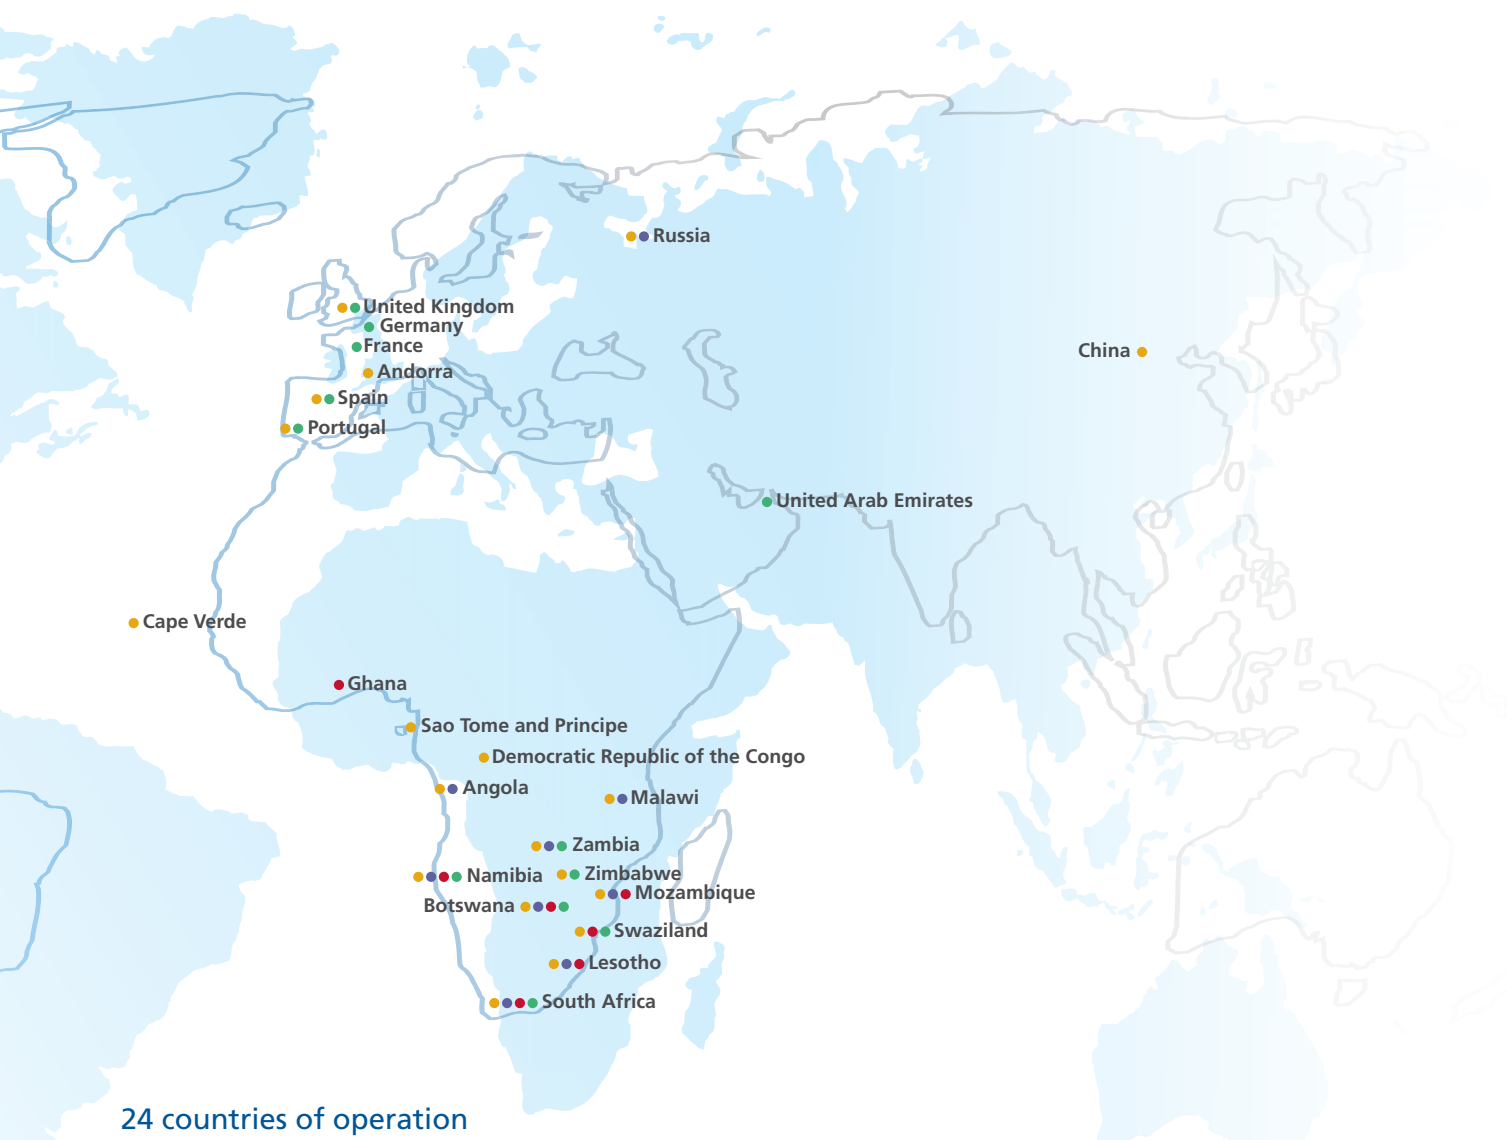 Russia
United Kingdom
Germany
France
China
Andorra
Spain
Portugal
United Arab Emirates
Cape Verde
Ghana
Sao Tome and Principe
Democratic Republic of the Congo
Angola
Malawi
Zambia
Namibia
Zimbabwe
Mozambique
Botswana
Swaziland
Lesotho
South Africa
24 countries of operation